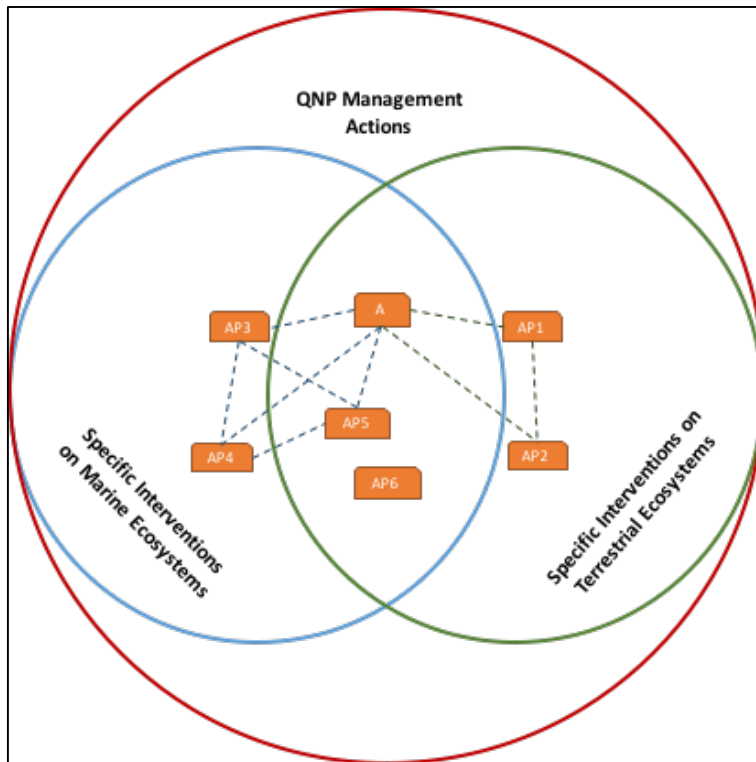 QNP Management
Actions
A
AP3
AP1
AP5
AP4
AP2
AP6
Specific Interventions
on Marine Ecosystems
Specific Interventions on
Terrestrial Ecosystems